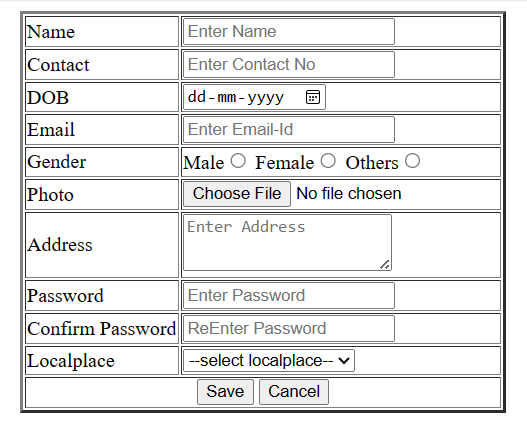 Name Enter Name
Contact Enter Contact No
DOB dd-mm-yyyy
Email Enter Email-Id
Gender Male Female Others
Photo Choose File No file chosen
Address Enter Address
Password Enter Password
Confirm Password ReEnter Password
Localplace --select localplace--
Save Cancel